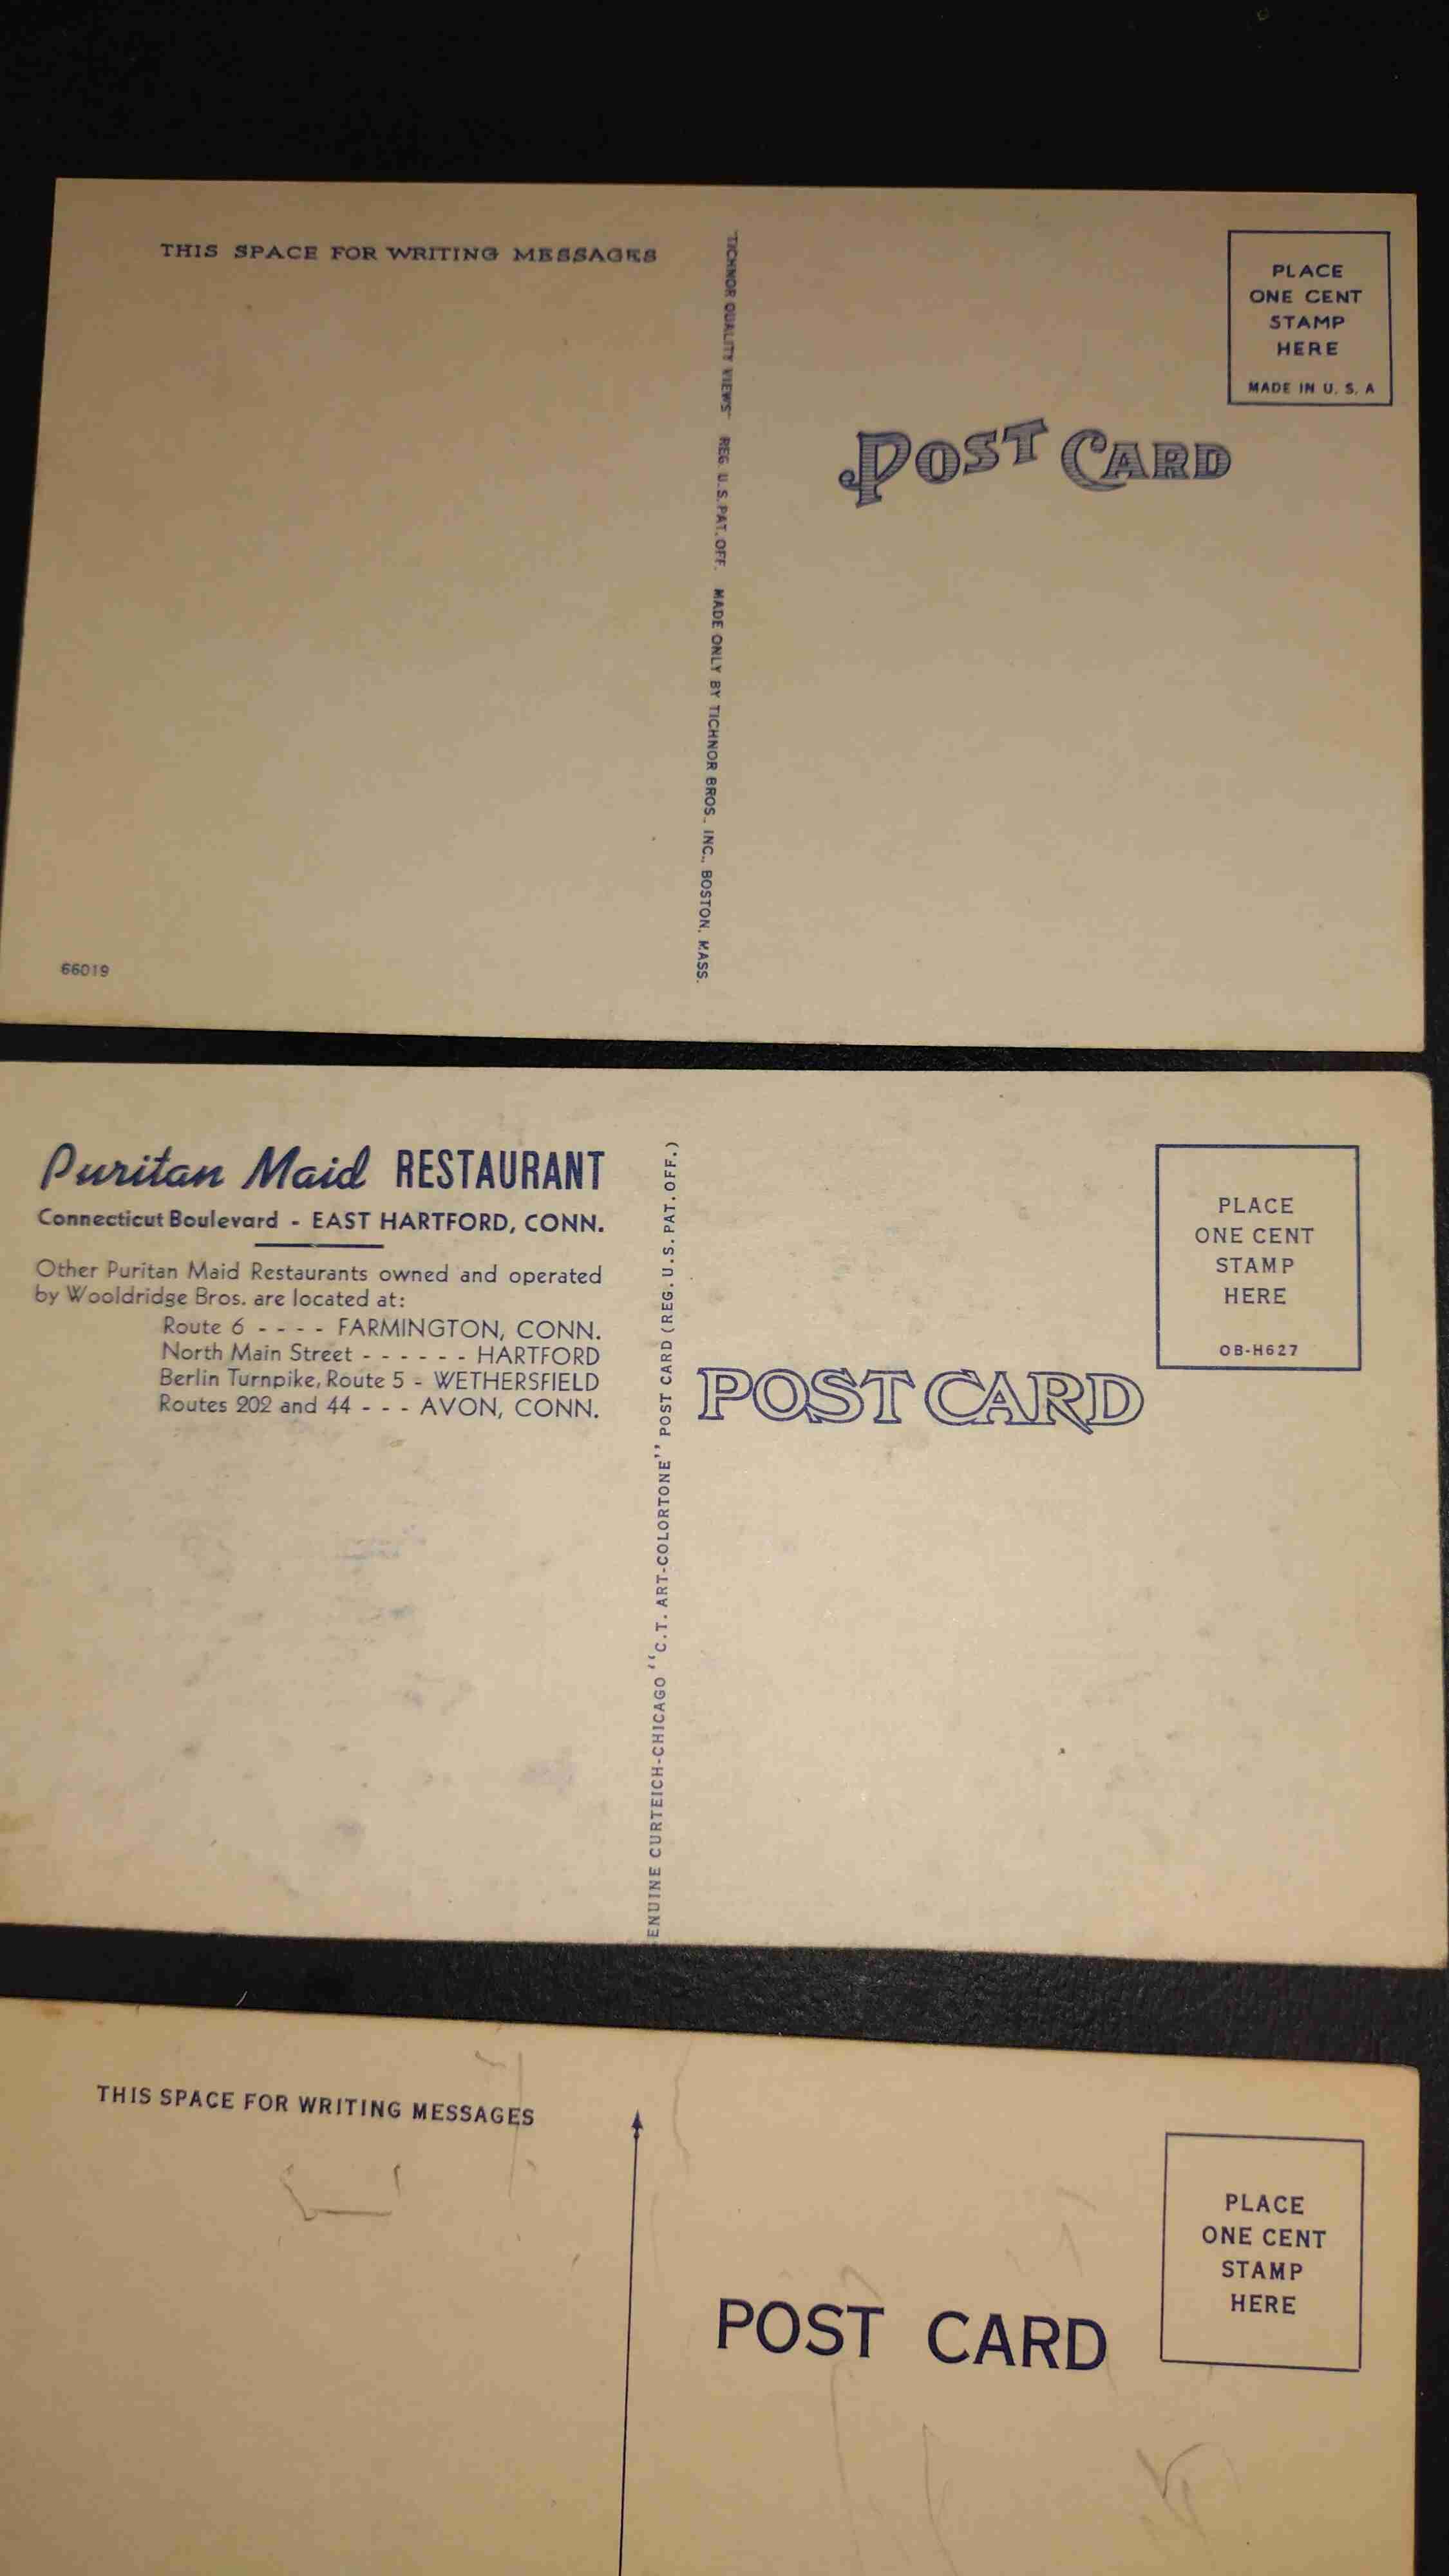 THIS SPACE FOR WRITING MESSAGES
"TICHNOR QUALITY VIEWS" REG. U.S. PAT. OFF. MADE ONLY BY TICHNOR BROS., INC., BOSTON, MASS.
PLACE
ONE CENT
STAMP
HERE
MADE IN U. S. A
POST CARD
66019
Puritan Maid RESTAURANT
Connecticut Boulevard - EAST HARTFORD, CONN.
Other Puritan Maid Restaurants owned and operated
by Wooldridge Bros. are located at:
Route 6 - - - - FARMINGTON, CONN.
North Main Street - - - - - - HARTFORD
Berlin Turnpike, Route 5 - WETHERSFIELD
Routes 202 and 44 - - - AVON, CONN.
ENUINE CURTEICH-CHICAGO "C.T. ART-COLORTONE" POST CARD (REG. U.S. PAT. OFF.)
PLACE
ONE CENT
STAMP
HERE
OB-H627
POST CARD
THIS SPACE FOR WRITING MESSAGES
PLACE
ONE CENT
STAMP
HERE
POST CARD